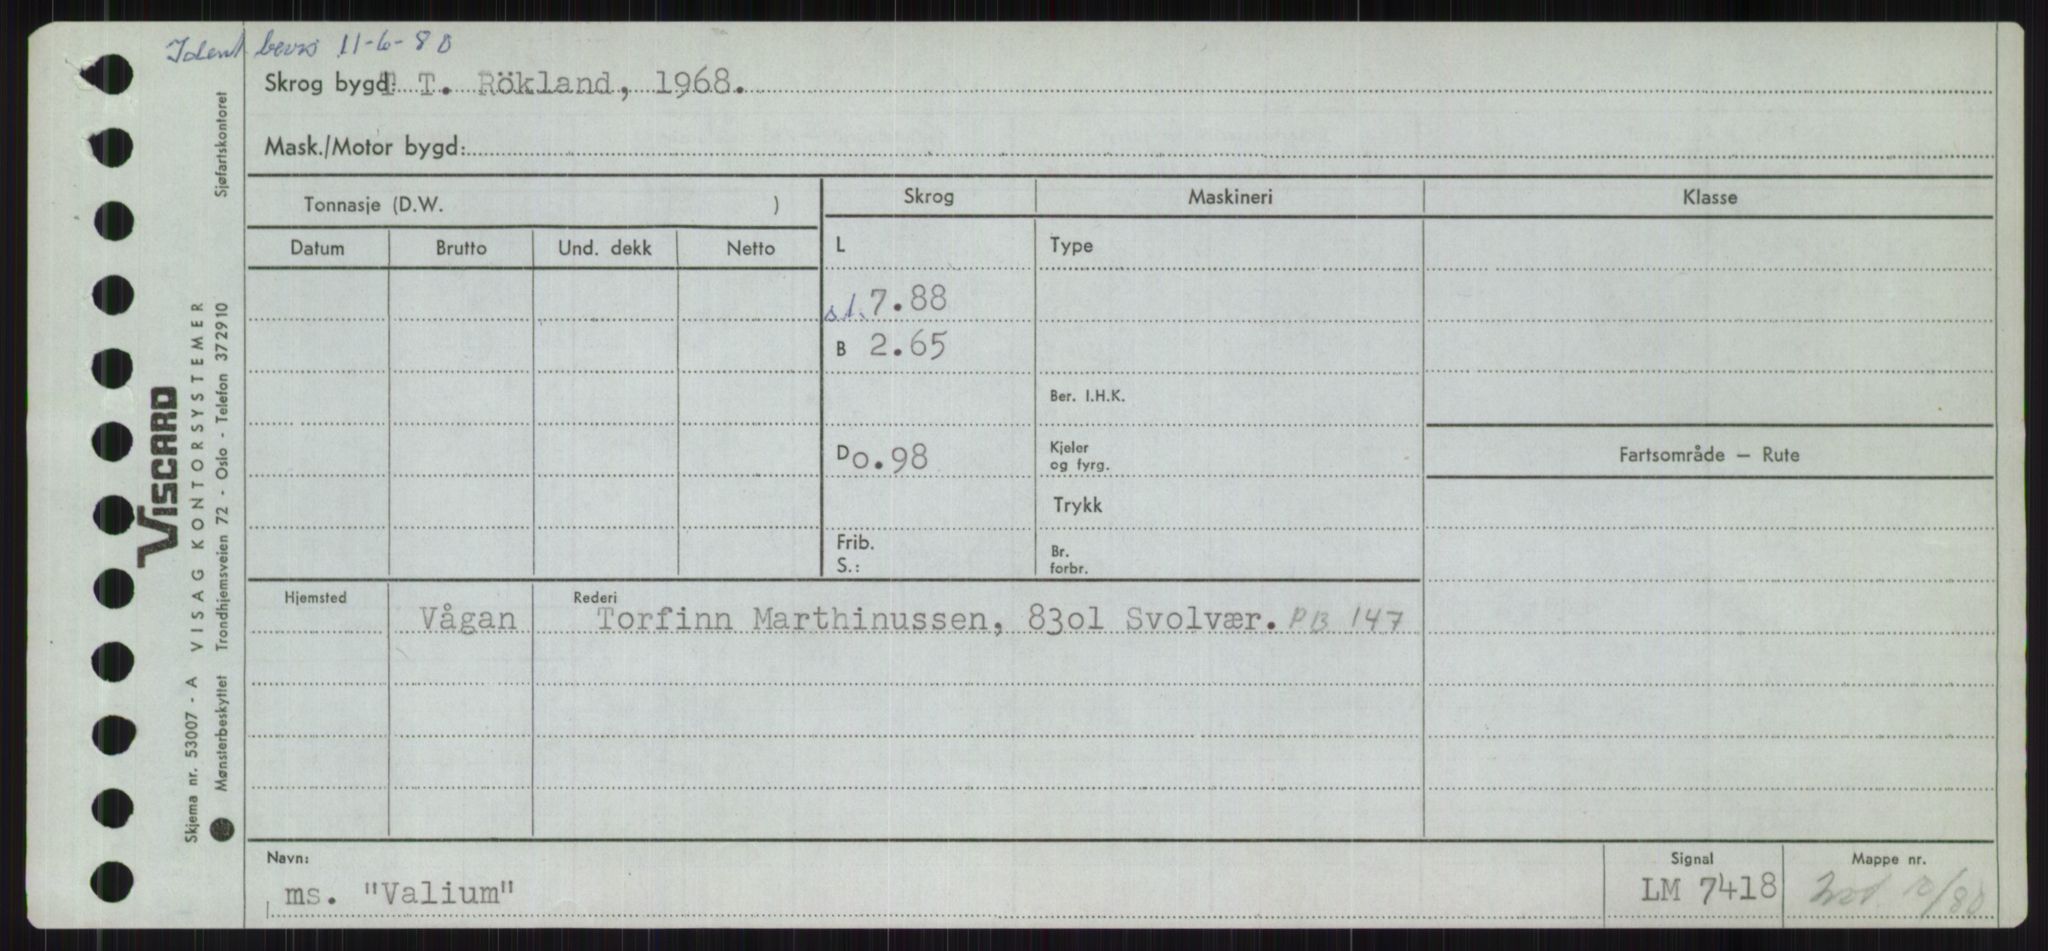 Ident bevis 11-6-80
Skrog bygd: T T. Rökland, 1968.
Mask./Motor bygd:
Tonnasje (D.W. )
Skrog
Maskineri
Klasse
Datum
Brutto
Und. dekk
Netto
L
Type
st. 7.88
B 2.65
Ber. I.H.K.
D 0.98
Kjeler
og fyrg.
Fartsområde — Rute
Trykk
Frib.
S.:
Br.
forbr.
Hjemsted
Rederi
Vågan
Torfinn Marthinussen, 83ol Svolvær. PB 147
Navn:
ms. "Valium"
Signal
LM 7418
Mappe nr.
/80
VISCARD
VISAG KONTORSYSTEMER
Skjema nr. 53007 - A
Mønsterbeskyttet
Trondhjemsveien 72 - Oslo - Telefon 372910
Sjøfartskontoret